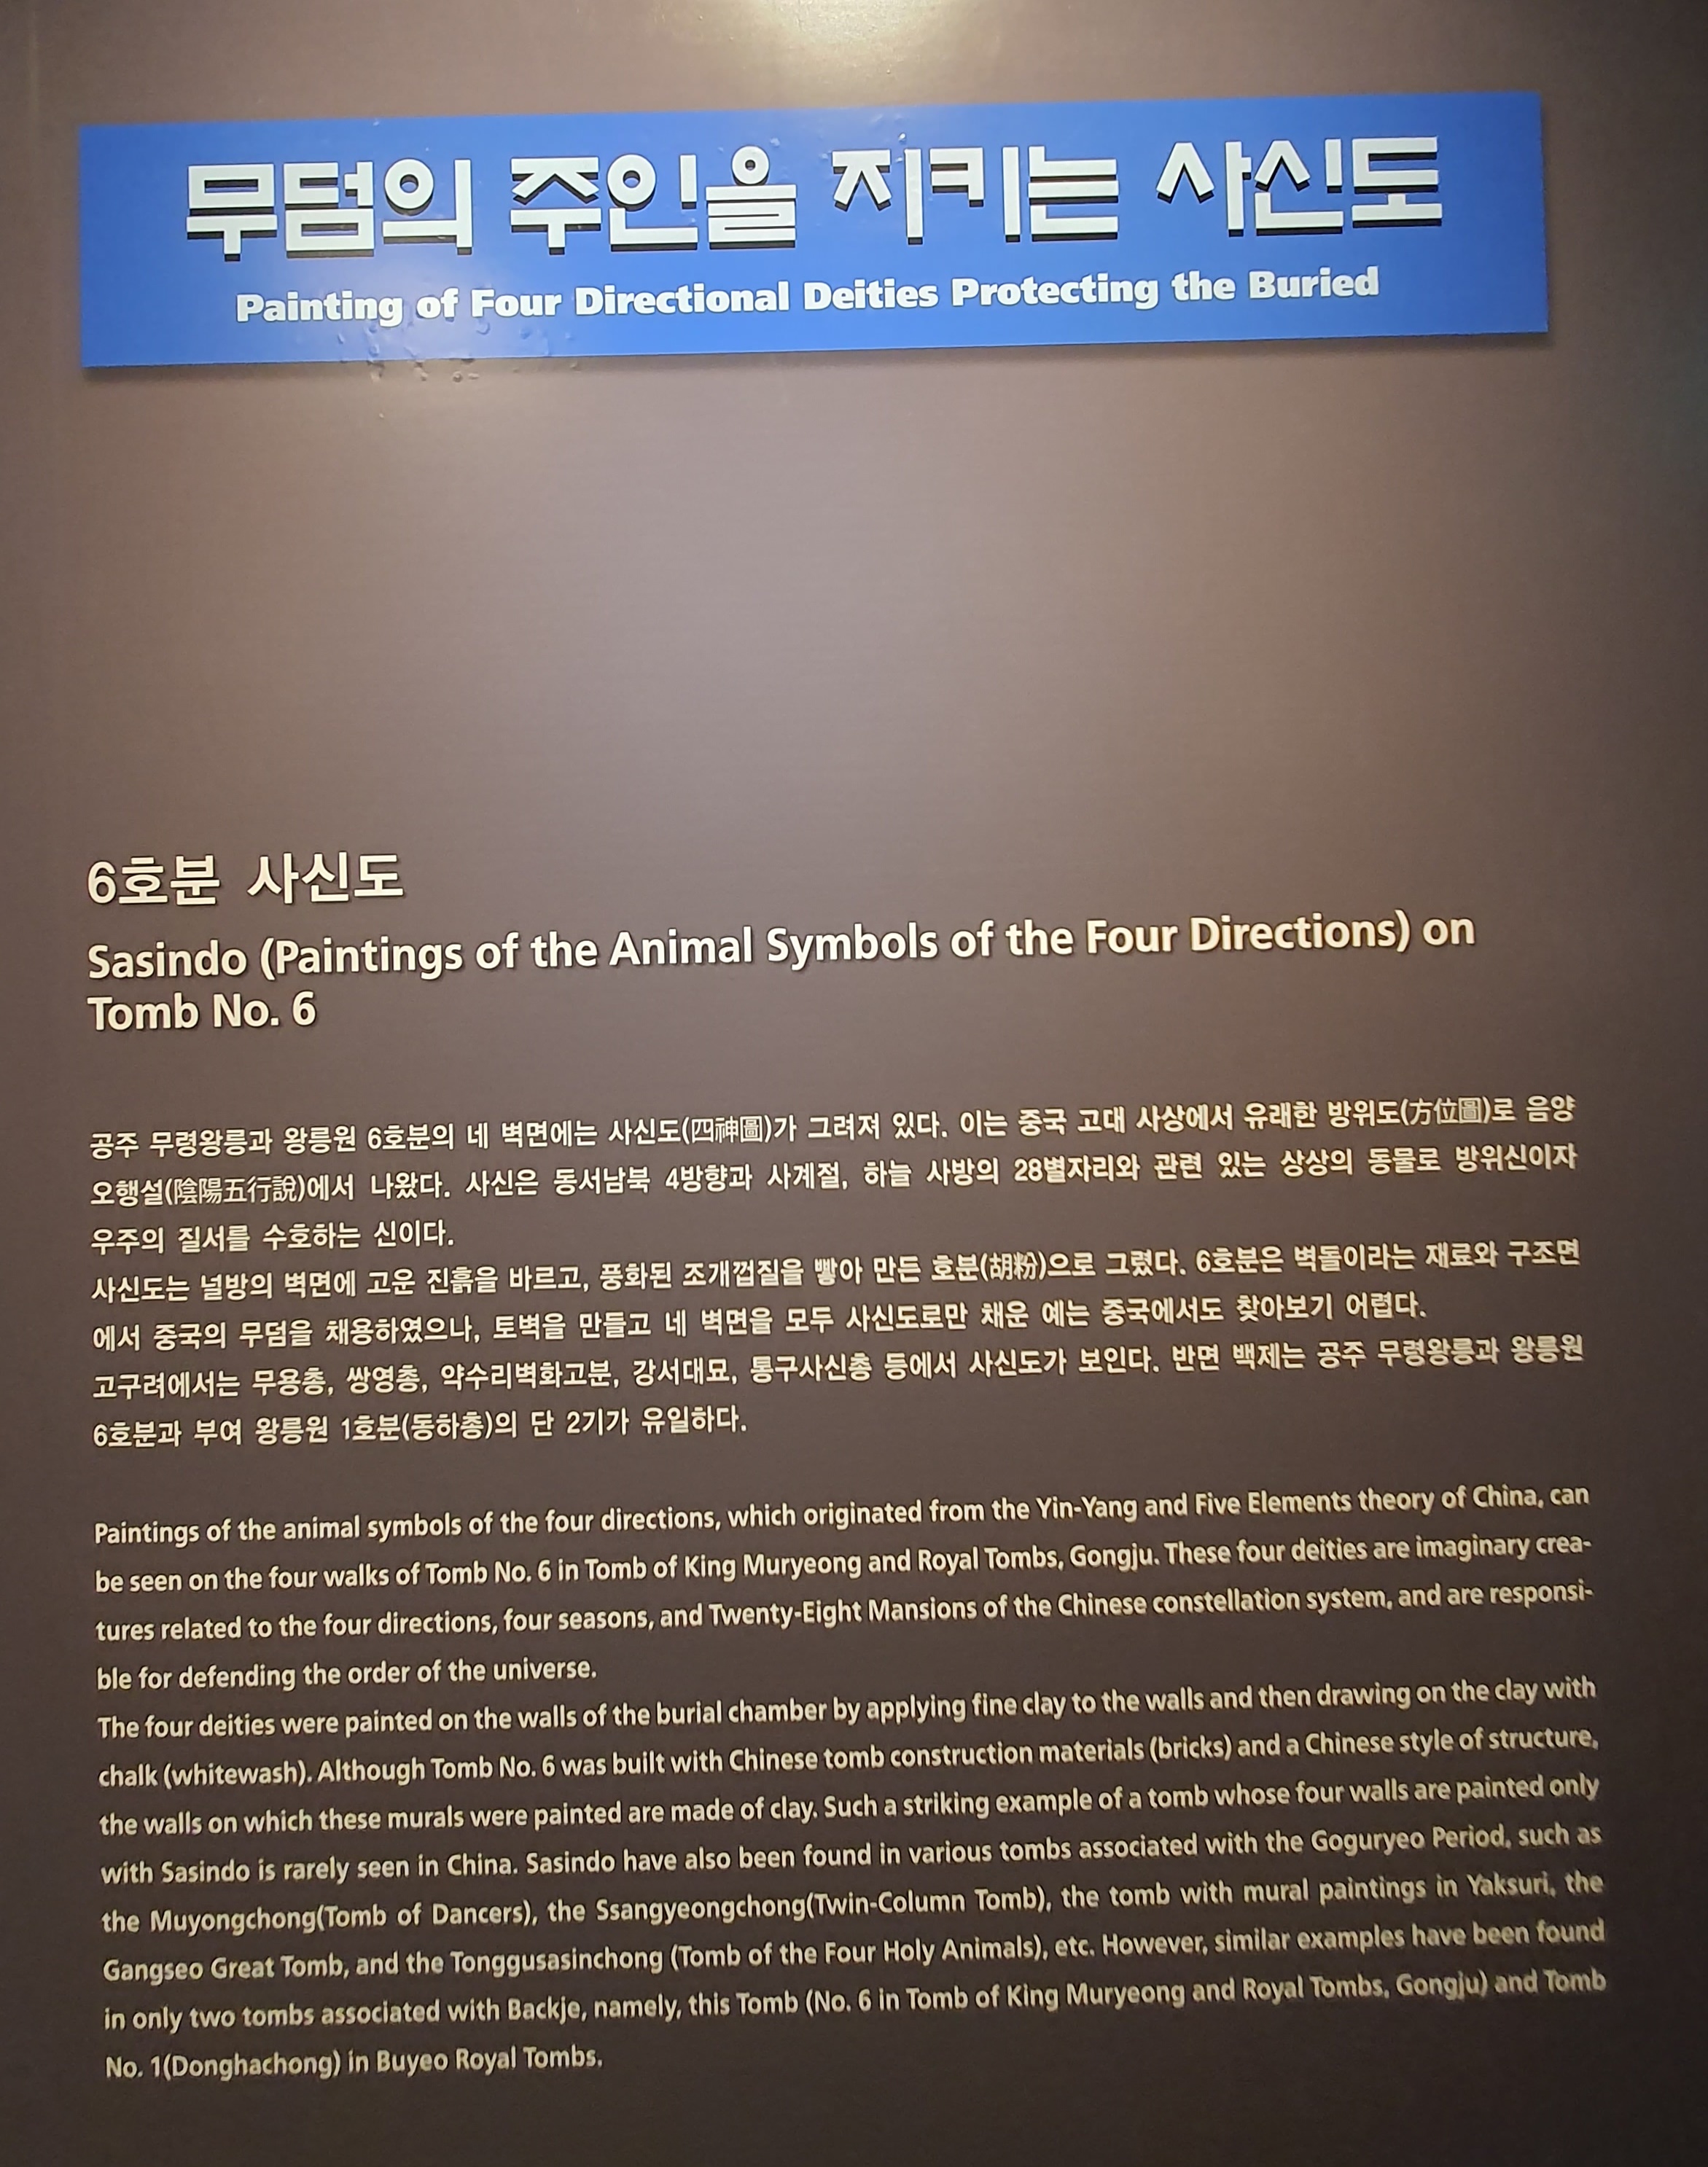 무덤의 주인을 지키는 사신도
Painting of Four Directional Deities Protecting the Buried
6호분 사신도
Sasindo (Paintings of the Animal Symbols of the Four Directions) on
Tomb No. 6
공주 무령왕릉과 왕릉원 6호분의 네 벽면에는 사신도(四神圖)가 그려져 있다. 이는 중국 고대 사상에서 유래한 방위도(方位圖)로 음양
오행설(陰陽五行說)에서 나왔다. 사신은 동서남북 4방향과 사계절, 하늘 사방의 28별자리와 관련 있는 상상의 동물로 방위신이자
우주의 질서를 수호하는 신이다.
사신도는 널방의 벽면에 고운 진흙을 바르고, 풍화된 조개껍질을 빻아 만든 호분(胡粉)으로 그렸다. 6호분은 벽돌이라는 재료와 구조면
에서 중국의 무덤을 채용하였으나, 토벽을 만들고 네 벽면을 모두 사신도로만 채운 예는 중국에서도 찾아보기 어렵다.
고구려에서는 무용총, 쌍영총, 약수리벽화고분, 강서대묘, 통구사신총 등에서 사신도가 보인다. 반면 백제는 공주 무령왕릉과 왕릉원
6호분과 부여 왕릉원 1호분(동하총)의 단 2기가 유일하다.
Paintings of the animal symbols of the four directions, which originated from the Yin-Yang and Five Elements theory of China, can
be seen on the four walks of Tomb No. 6 in Tomb of King Muryeong and Royal Tombs, Gongju. These four deities are imaginary crea-
tures related to the four directions, four seasons, and Twenty-Eight Mansions of the Chinese constellation system, and are responsi-
ble for defending the order of the universe.
The four deities were painted on the walls of the burial chamber by applying fine clay to the walls and then drawing on the clay with
chalk (whitewash). Although Tomb No. 6 was built with Chinese tomb construction materials (bricks) and a Chinese style of structure,
the walls on which these murals were painted are made of clay. Such a striking example of a tomb whose four walls are painted only
with Sasindo is rarely seen in China. Sasindo have also been found in various tombs associated with the Goguryeo Period, such as
the Muyongchong(Tomb of Dancers), the Ssangyeongchong(Twin-Column Tomb), the tomb with mural paintings in Yaksuri, the
Gangseo Great Tomb, and the Tonggusasinchong (Tomb of the Four Holy Animals), etc. However, similar examples have been found
in only two tombs associated with Backje, namely, this Tomb (No. 6 in Tomb of King Muryeong and Royal Tombs, Gongju) and Tomb
No. 1(Donghachong) in Buyeo Royal Tombs.